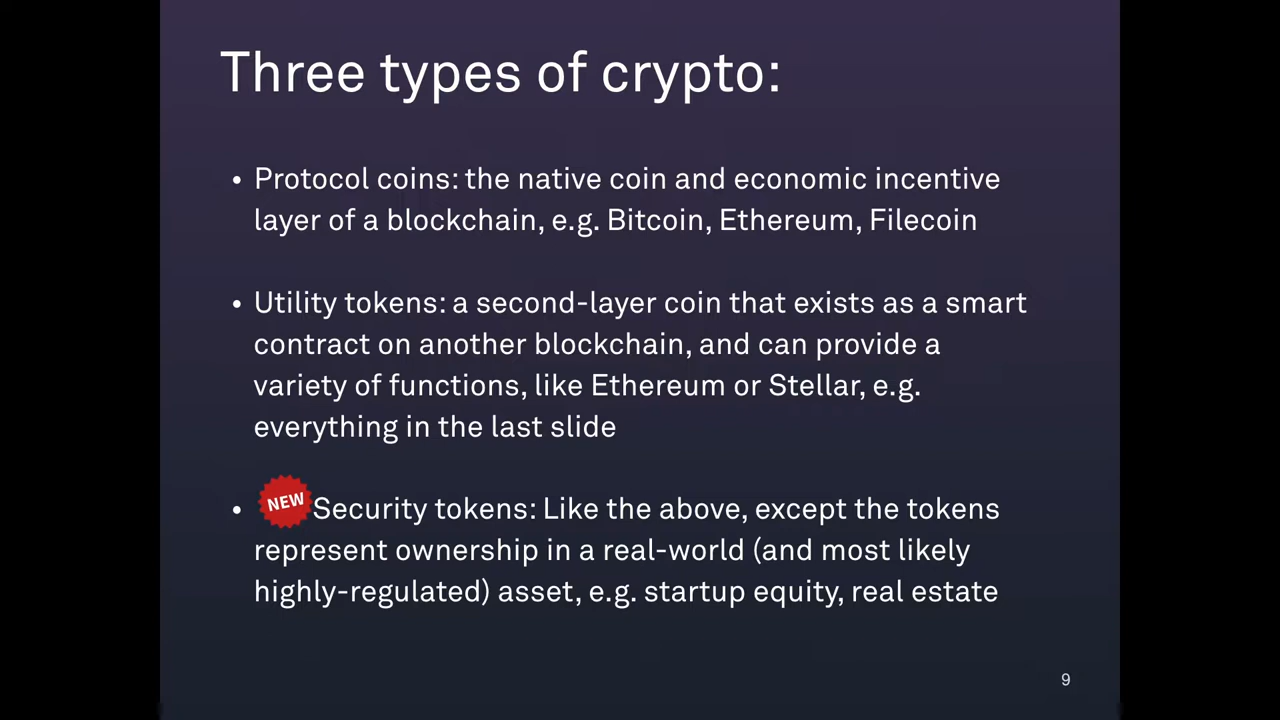 Three types of crypto:
• Protocol coins: the native coin and economic incentive
layer of a blockchain, e.g. Bitcoin, Ethereum, Filecoin
• Utility tokens: a second-layer coin that exists as a smart
contract on another blockchain, and can provide a
variety of functions, like Ethereum or Stellar, e.g.
everything in the last slide
• NEW Security tokens: Like the above, except the tokens
represent ownership in a real-world (and most likely
highly-regulated) asset, e.g. startup equity, real estate
9